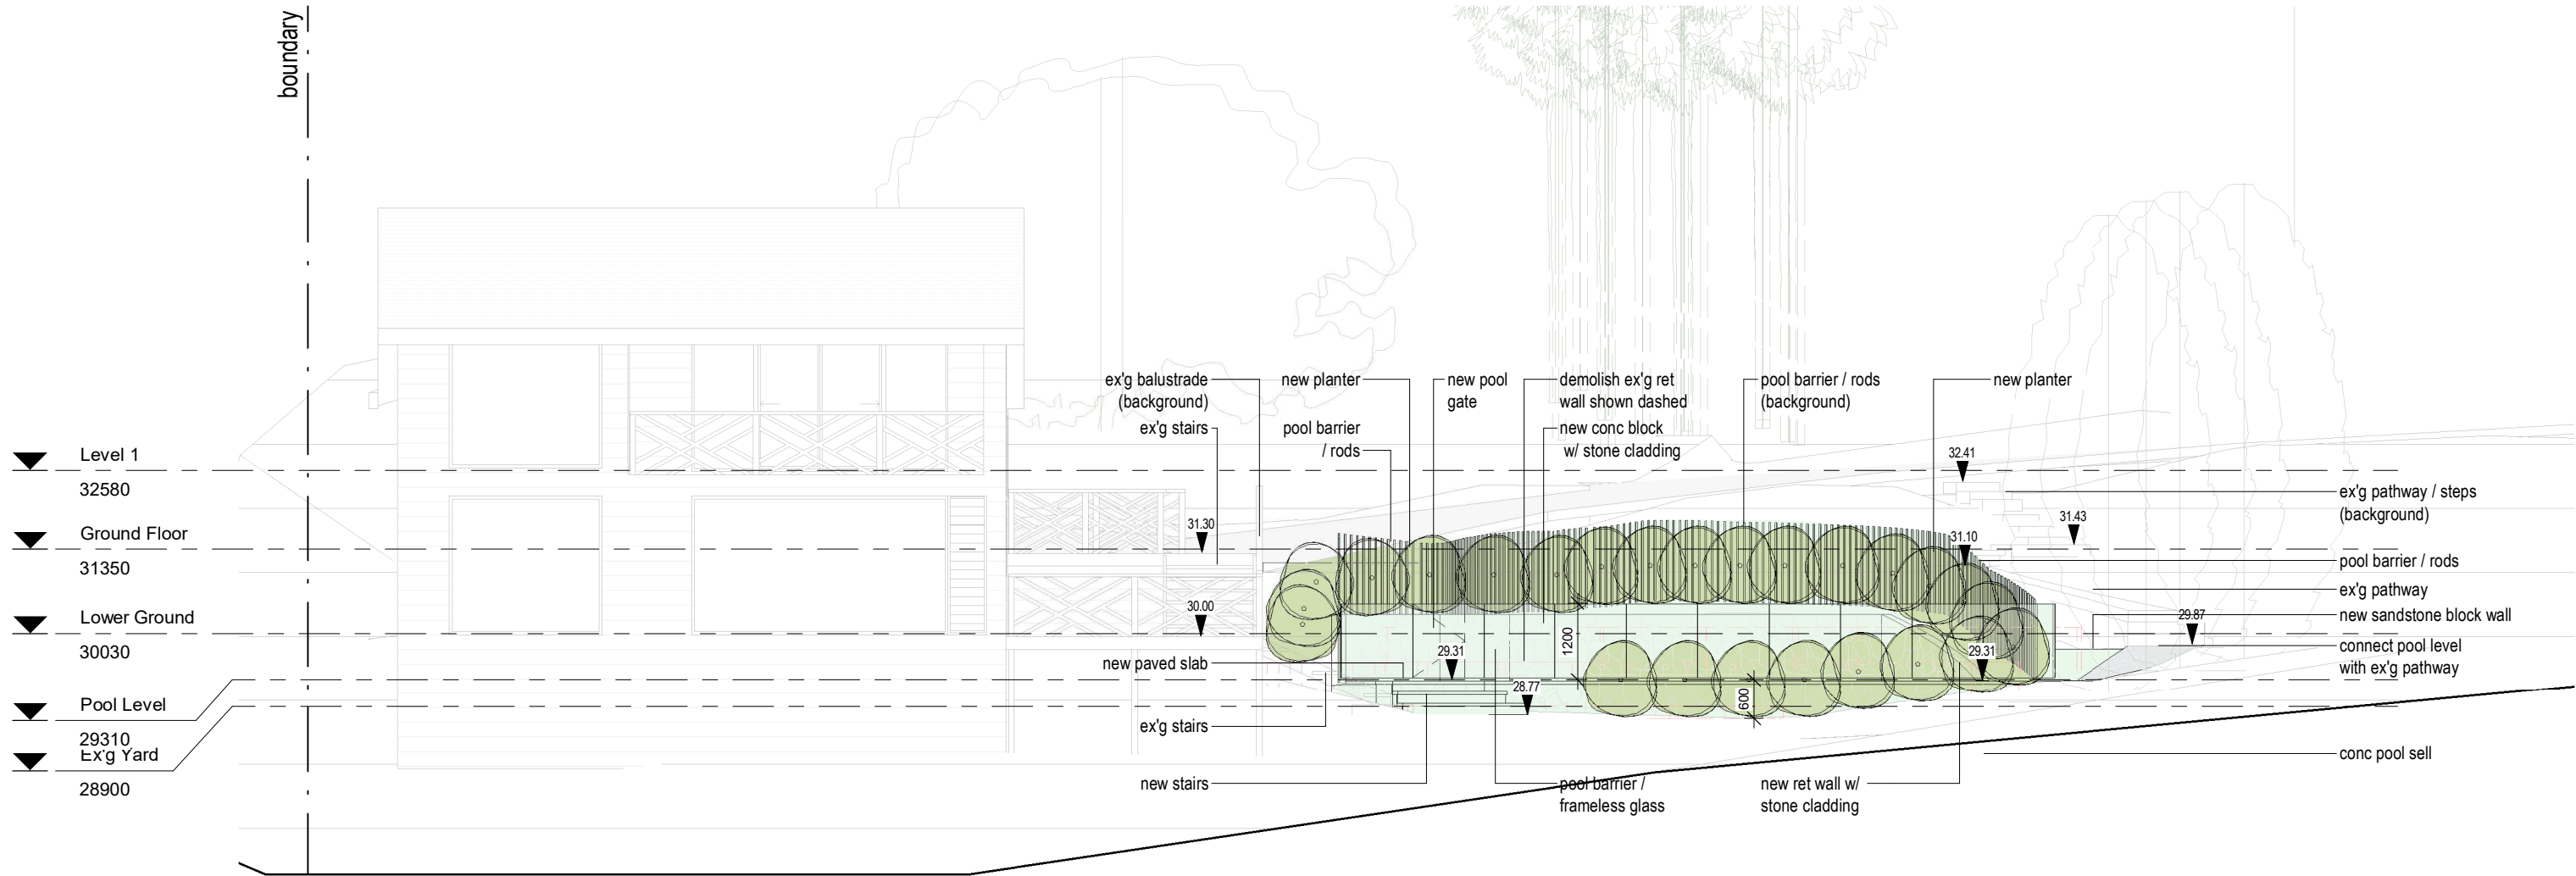 boundary
Level 1
32580
Ground Floor
31350
Lower Ground
30030
Pool Level
29310
Ex'g Yard
28900
ex'g balustrade
(background)
ex'g stairs
new planter
pool barrier
/ rods
new pool
gate
demolish ex'g ret
wall shown dashed
new conc block
w/ stone cladding
pool barrier / rods
(background)
new planter
32.41
31.43
31.10
31.30
30.00
29.31
28.77
1200
600
29.31
29.87
ex'g pathway / steps
(background)
pool barrier / rods
ex'g pathway
new sandstone block wall
connect pool level
with ex'g pathway
conc pool sell
new paved slab
ex'g stairs
new stairs
pool barrier /
frameless glass
new ret wall w/
stone cladding